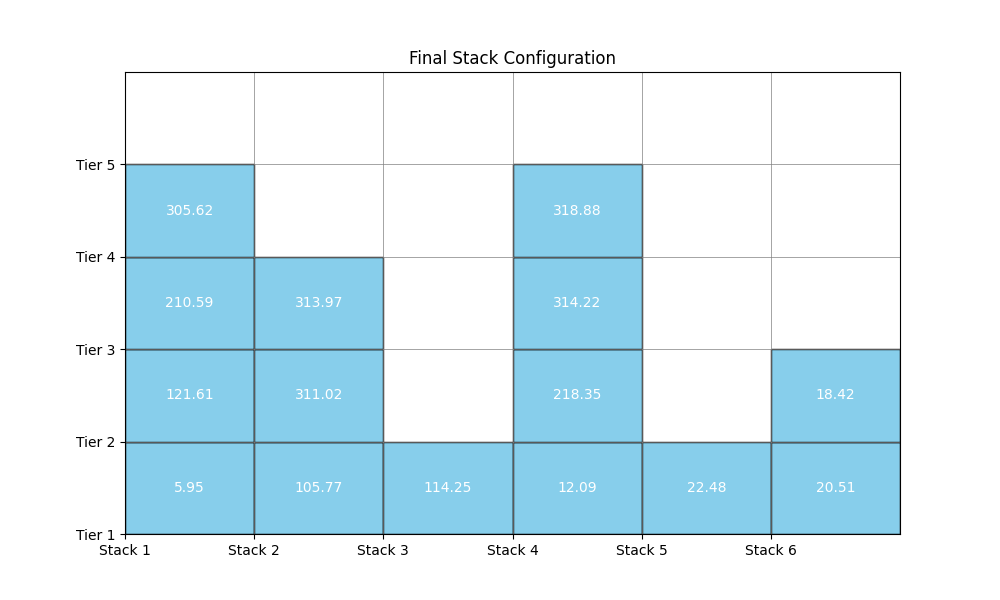 Final Stack Configuration
Tier 5
305.62 318.88
Tier 4
210.59 313.97 314.22
Tier 3
121.61 311.02 218.35 18.42
Tier 2
5.95 105.77 114.25 12.09 22.48 20.51
Tier 1
Stack 1 Stack 2 Stack 3 Stack 4 Stack 5 Stack 6